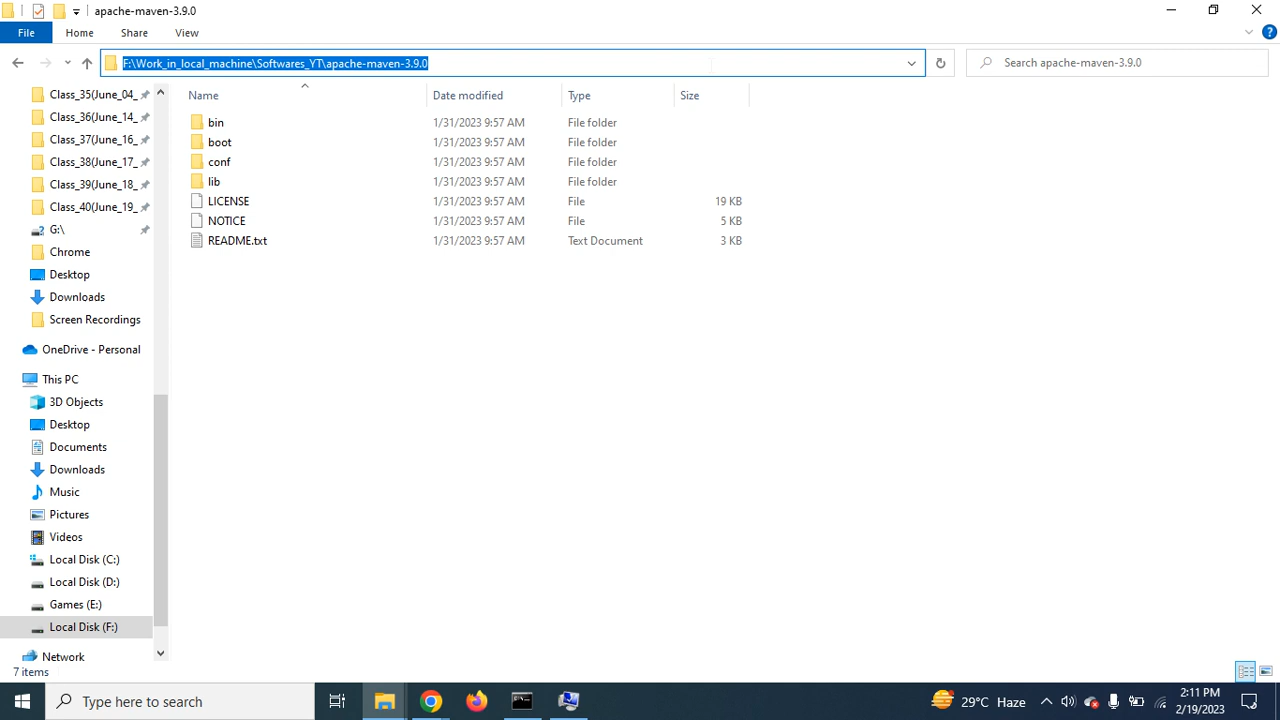 apache-maven-3.9.0
File Home Share View
F:\Work_in_local_machine\Softwares_YT\apache-maven-3.9.0
Search apache-maven-3.9.0
Class_35(June_04_
Class_36(June_14_
Class_37(June_16_
Class_38(June_17_
Class_39(June_18_
Class_40(June_19_
G:\
Chrome
Desktop
Downloads
Screen Recordings
OneDrive - Personal
This PC
3D Objects
Desktop
Documents
Downloads
Music
Pictures
Videos
Local Disk (C:)
Local Disk (D:)
Games (E:)
Local Disk (F:)
Network
Name Date modified Type Size
bin 1/31/2023 9:57 AM File folder
boot 1/31/2023 9:57 AM File folder
conf 1/31/2023 9:57 AM File folder
lib 1/31/2023 9:57 AM File folder
LICENSE 1/31/2023 9:57 AM File 19 KB
NOTICE 1/31/2023 9:57 AM File 5 KB
README.txt 1/31/2023 9:57 AM Text Document 3 KB
7 items
Type here to search
29°C Haze
2:11 PM
2/19/2023